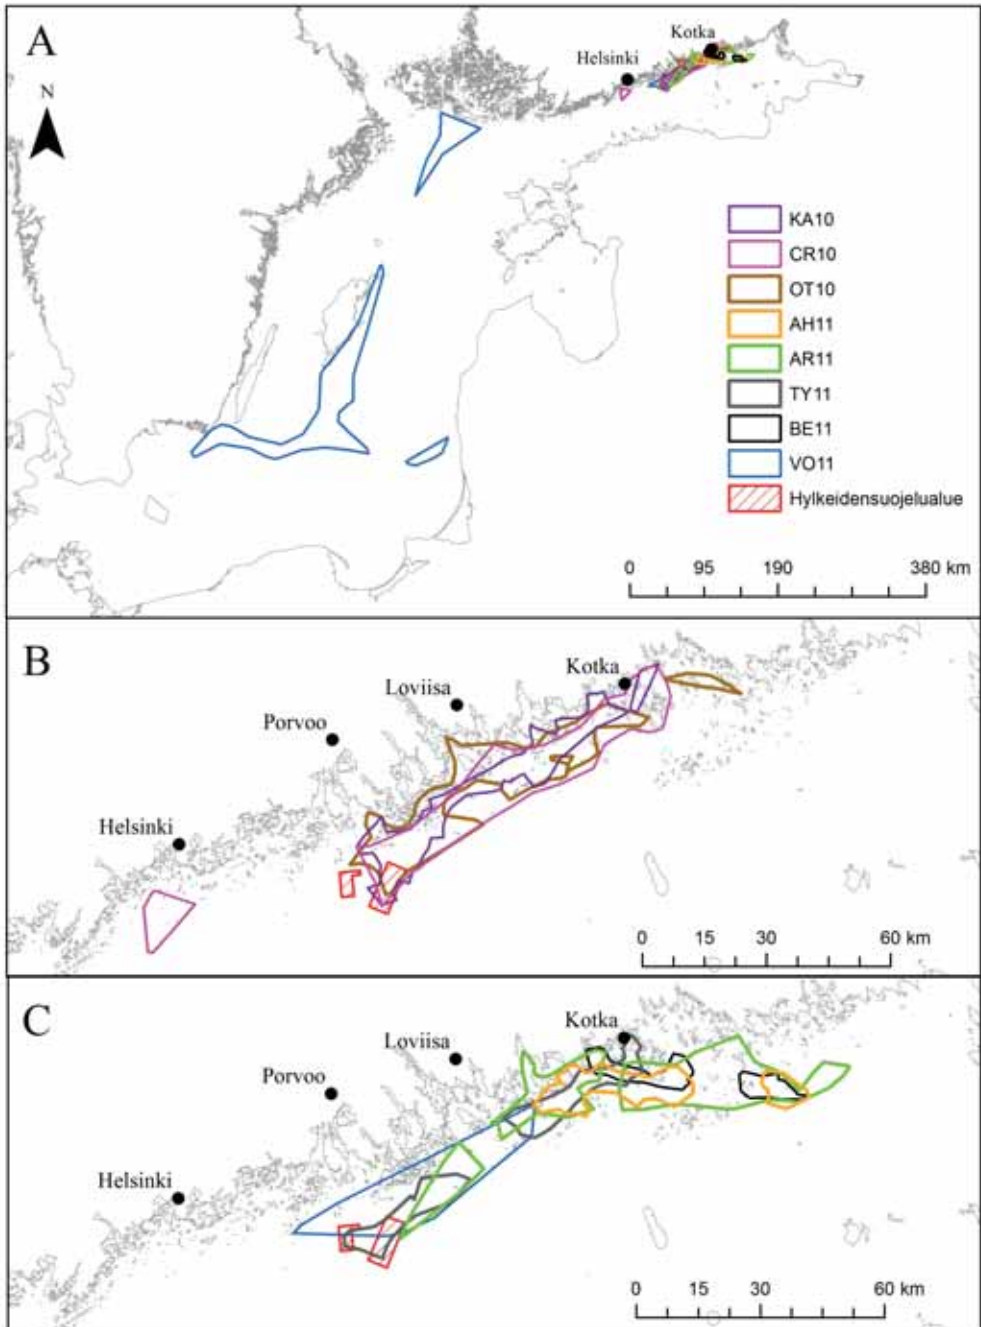 A
Kotka
Helsinki
N
KA10
CR10
OT10
AH11
AR11
TY11
BE11
VO11
Hylkeidensuojelualue
0 95 190 380 km
B
Kotka
Loviisa
Porvoo
Helsinki
0 15 30 60 km
C
Kotka
Loviisa
Porvoo
Helsinki
0 15 30 60 km